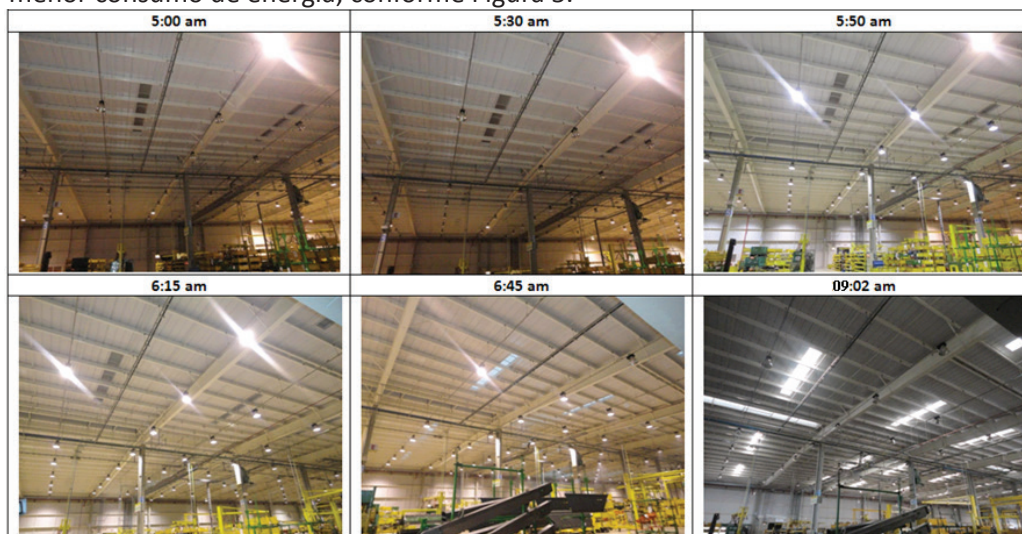 menor consumo de energia, conforme Figura 3.
5:00 am
5:30 am
5:50 am
6:15 am
6:45 am
09:02 am